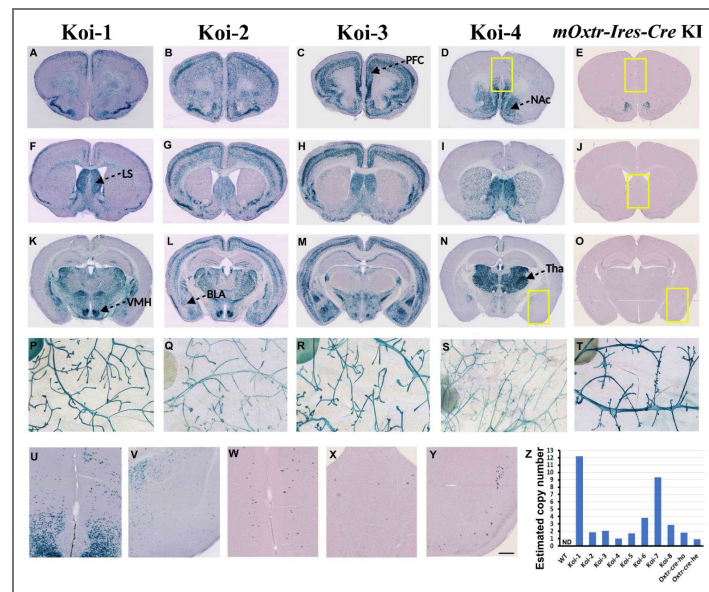 Koi-1 Koi-2 Koi-3 Koi-4 mOxtr-Ires-Cre KI
A B C PFC D NAc E
F LS G H I J
K VMH L BLA M N Tha O
P Q R S T
U V W X Y Z
Estimated copy number
13
12
11
10
9
8
7
6
5
4
3
2
1
0
ND
WT Koi-1 Koi-2 Koi-3 Koi-4 Koi-5 Koi-6 Koi-7 Koi-8 Oxtr-cre-ho Oxtr-cre-he